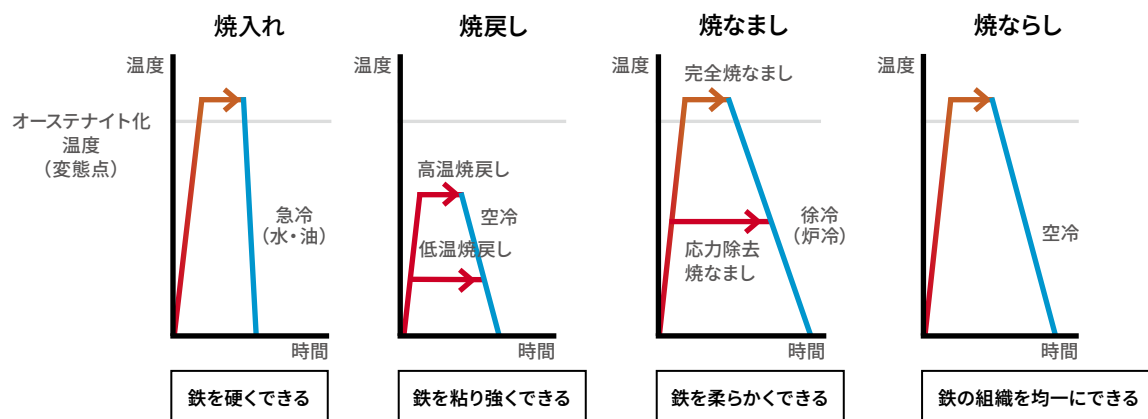 焼入れ
温度
オーステナイト化
温度
（変態点）
急冷
（水・油）
時間
鉄を硬くできる
焼戻し
温度
高温焼戻し
空冷
低温焼戻し
時間
鉄を粘り強くできる
焼なまし
温度
完全焼なまし
徐冷
（炉冷）
応力除去
焼なまし
時間
鉄を柔らかくできる
焼ならし
温度
空冷
時間
鉄の組織を均一にできる